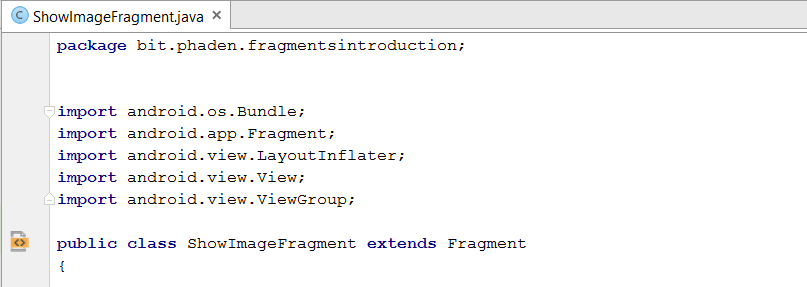 ShowImageFragment.java
package bit.phaden.fragmentsintroduction;
import android.os.Bundle;
import android.app.Fragment;
import android.view.LayoutInflater;
import android.view.View;
import android.view.ViewGroup;
public class ShowImageFragment extends Fragment
{